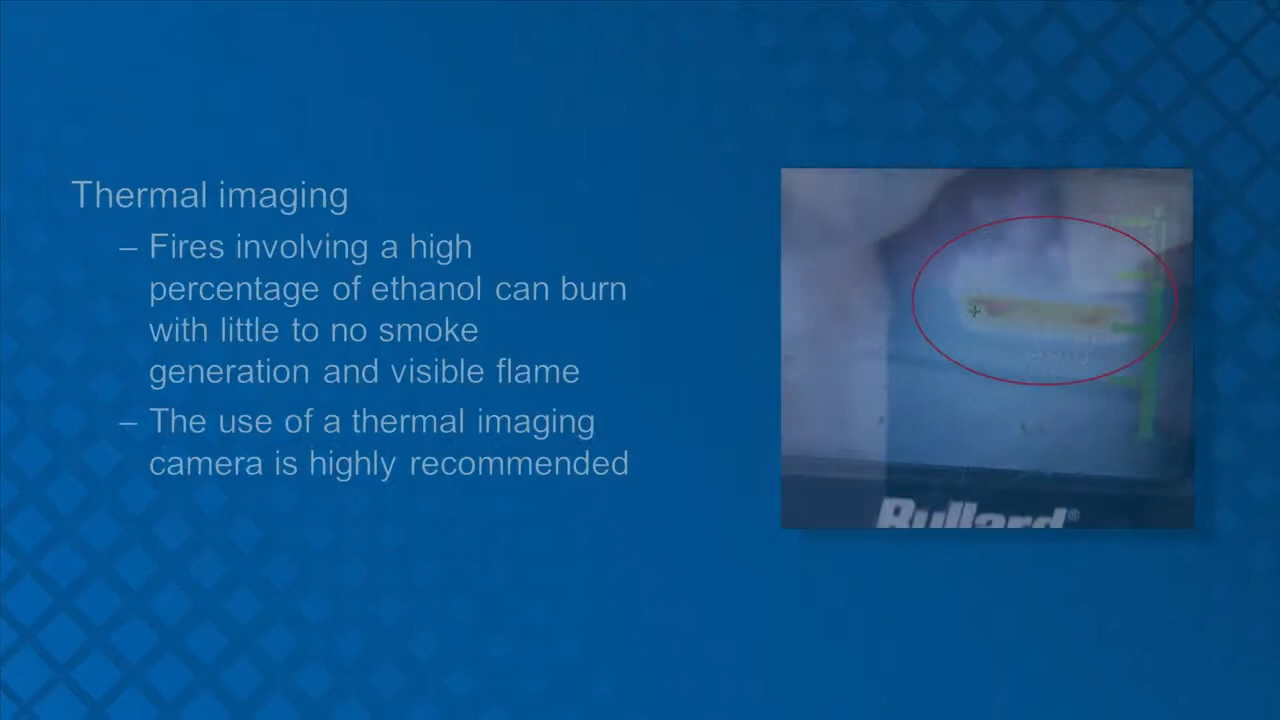 Thermal imaging
– Fires involving a high
percentage of ethanol can burn
with little to no smoke
generation and visible flame
– The use of a thermal imaging
camera is highly recommended
Bullard®